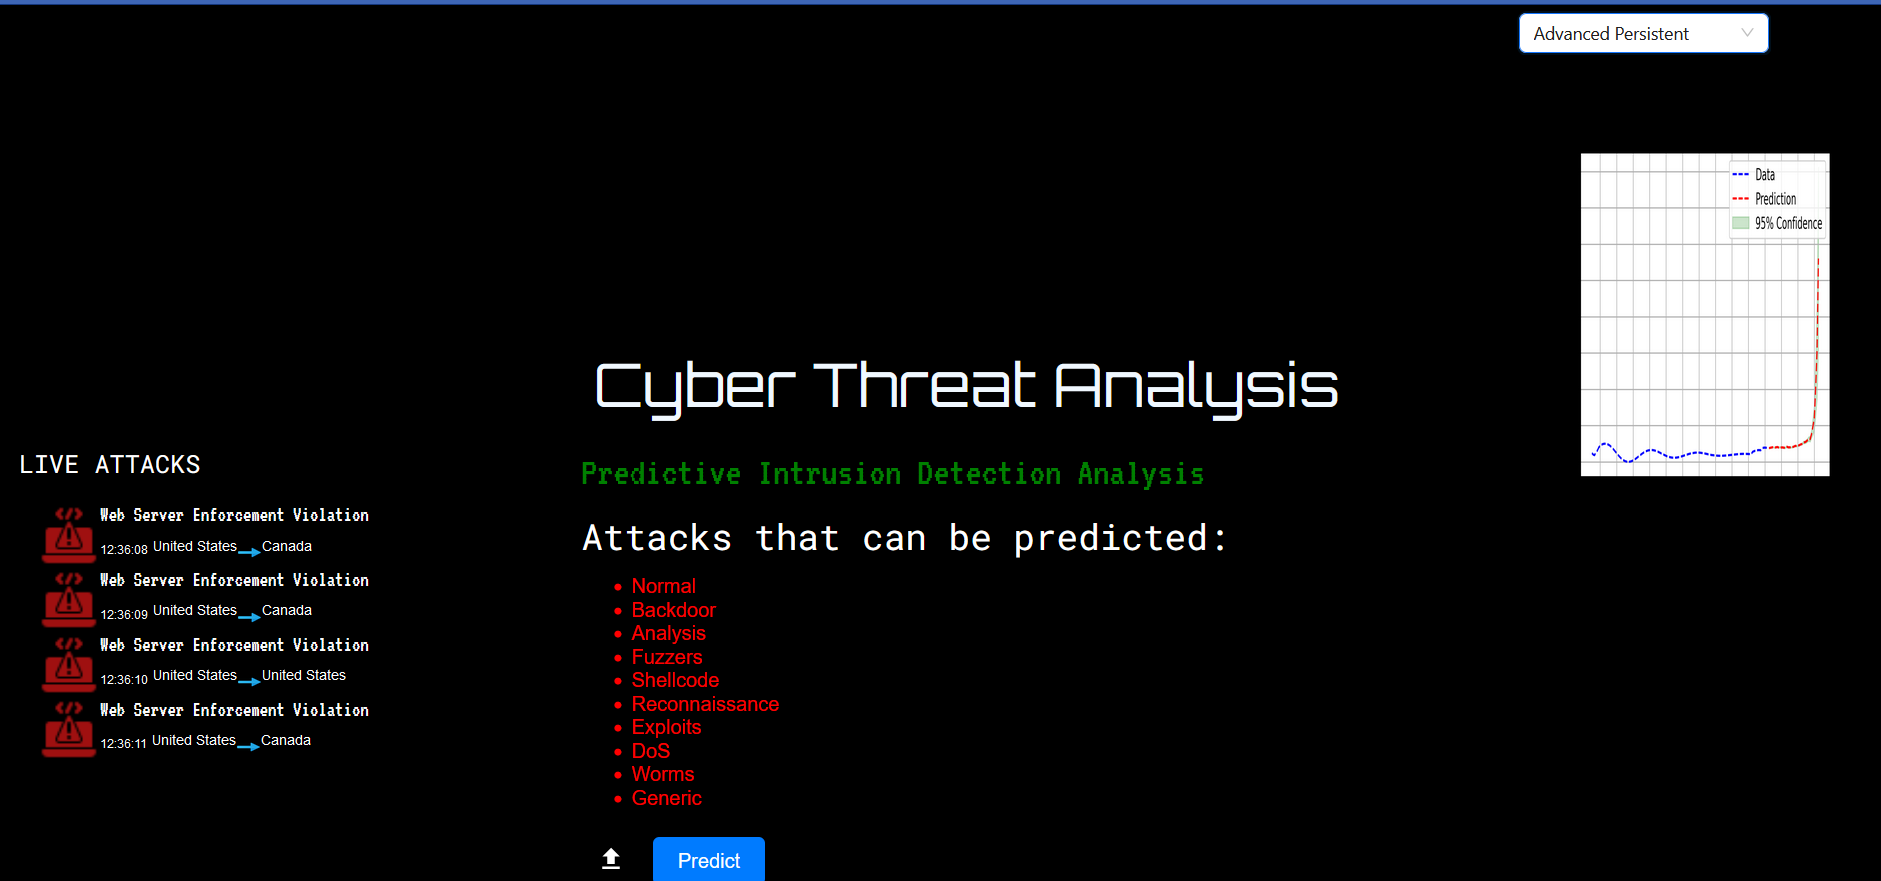 Advanced Persistent
Data
Prediction
95% Confidence
Cyber Threat Analysis
LIVE ATTACKS
Web Server Enforcement Violation
12:36:08 United States Canada
Web Server Enforcement Violation
12:36:09 United States Canada
Web Server Enforcement Violation
12:36:10 United States United States
Web Server Enforcement Violation
12:36:11 United States Canada
Predictive Intrusion Detection Analysis
Attacks that can be predicted:
Normal
Backdoor
Analysis
Fuzzers
Shellcode
Reconnaissance
Exploits
DoS
Worms
Generic
Predict